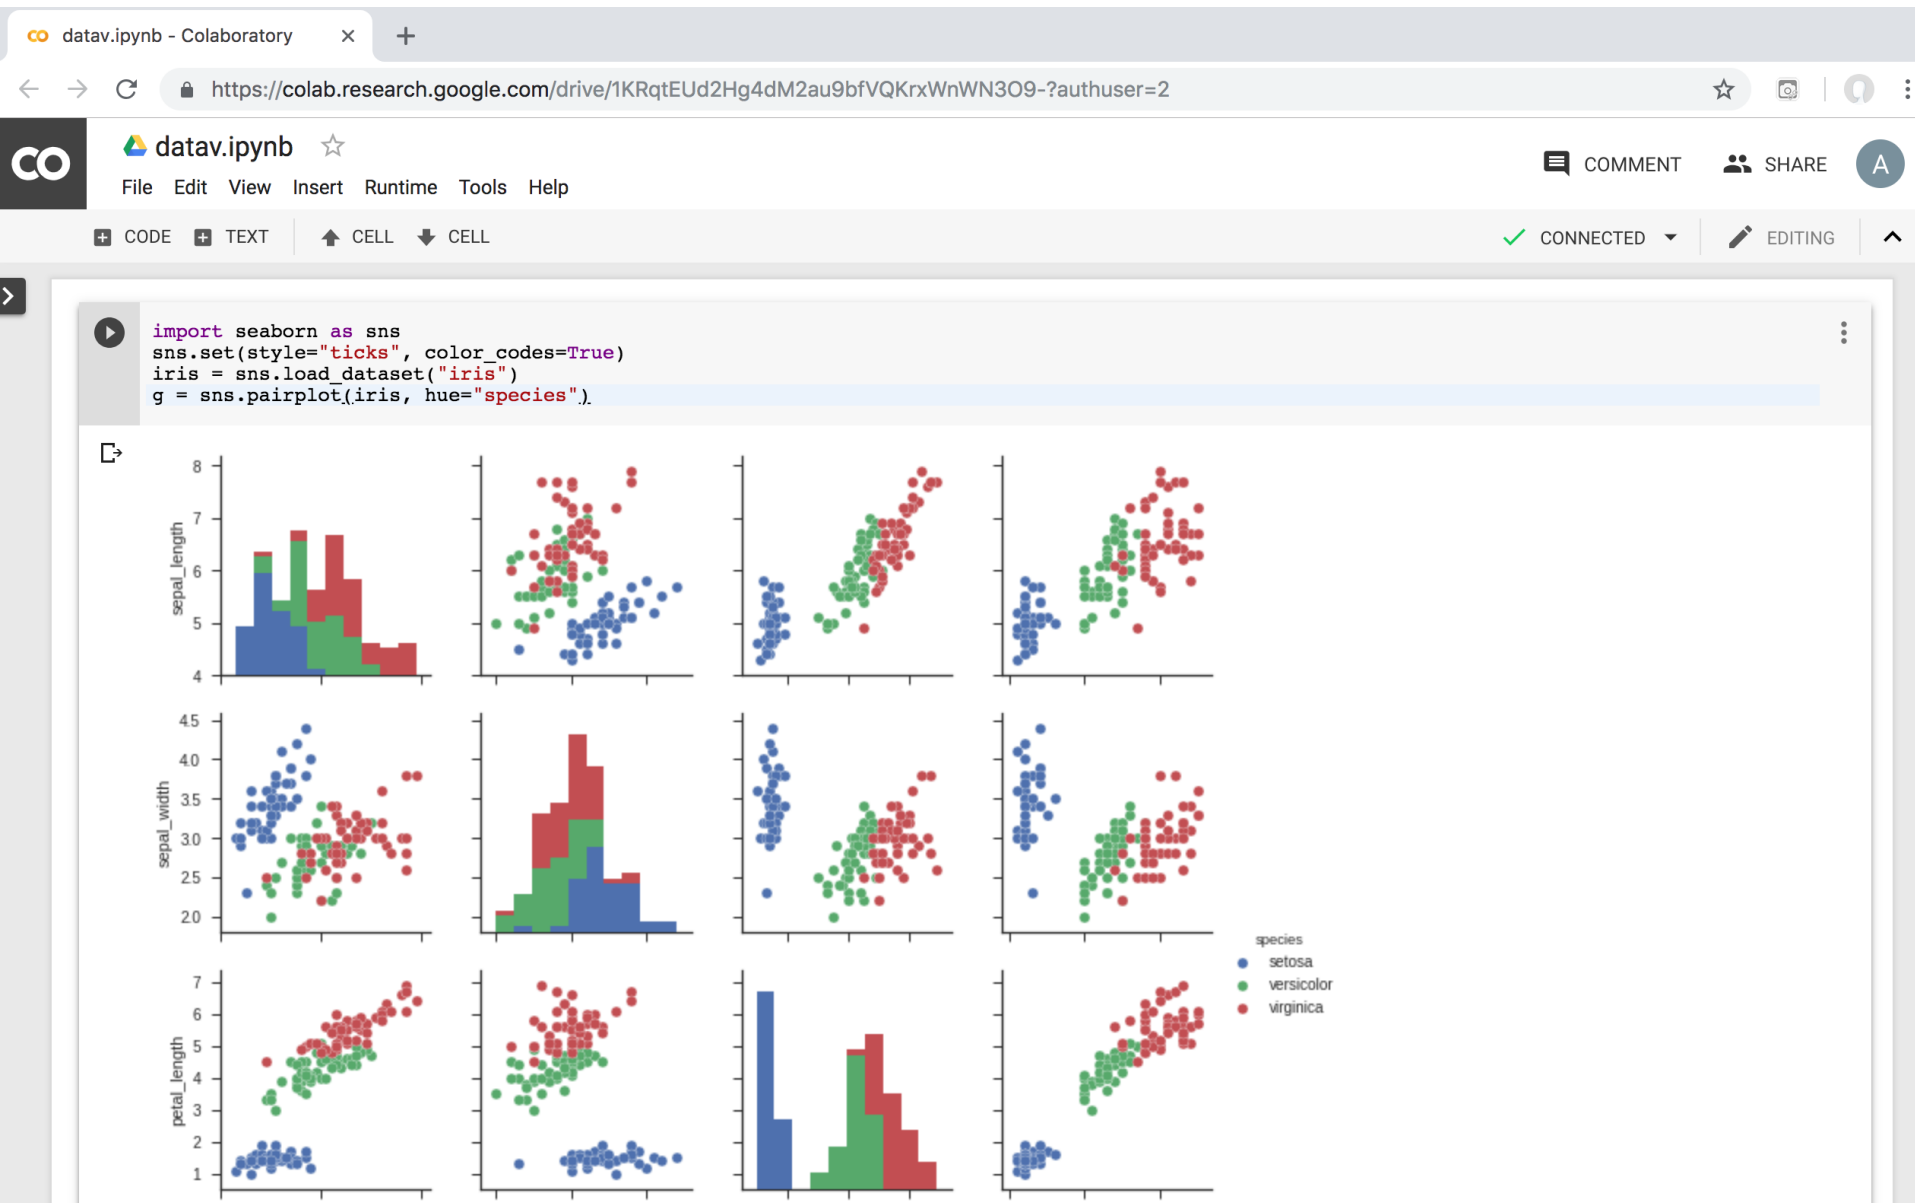 datav.ipynb - Colaboratory
https://colab.research.google.com/drive/1KRqtEUd2Hg4dM2au9bfVQKrxWnWN3O9-?authuser=2
CO
datav.ipynb
COMMENT
SHARE
A
File Edit View Insert Runtime Tools Help
CODE TEXT CELL CELL
CONNECTED
EDITING
import seaborn as sns
sns.set(style="ticks", color_codes=True)
iris = sns.load_dataset("iris")
g = sns.pairplot(iris, hue="species")
8
7
6
5
4
sepal_length
4.5
4.0
3.5
3.0
2.5
2.0
sepal_width
species
setosa
versicolor
virginica
7
6
5
4
3
2
1
petal_length